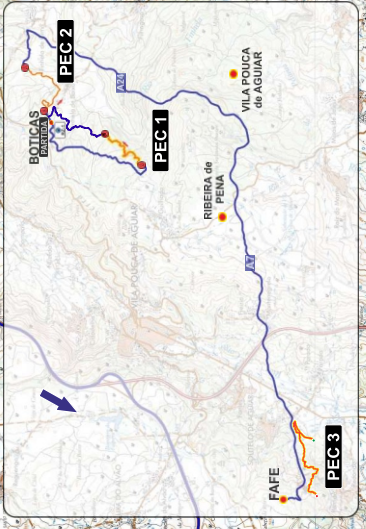 PEC 2
A24
BOTICAS
PARTIDA
PEC 1
VILA POUCA
de AGUIAR
RIBEIRA de
PENA
VILA POUCA DE AGUIAR
A7
FAFE
PEC 3